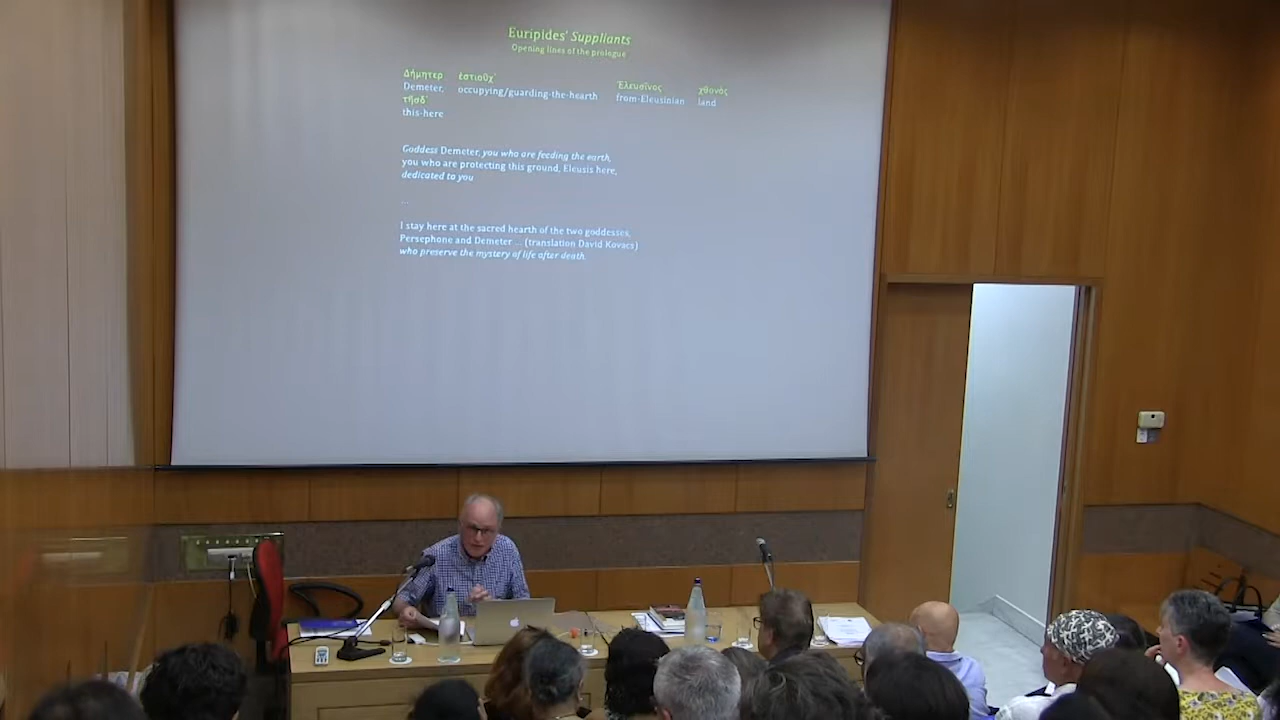 Euripides' Suppliants
Opening lines of the prologue
Δήμητερ ἑστιοῦχ' Ἐλευσῖνος χθονὸς
Demeter, occupying/guarding-the-hearth from-Eleusinian land
τῆσδ'
this-here
Goddess Demeter, you who are feeding the earth,
you who are protecting this ground, Eleusis here,
dedicated to you
...
I stay here at the sacred hearth of the two goddesses,
Persephone and Demeter ... (translation David Kovacs)
who preserve the mystery of life after death.